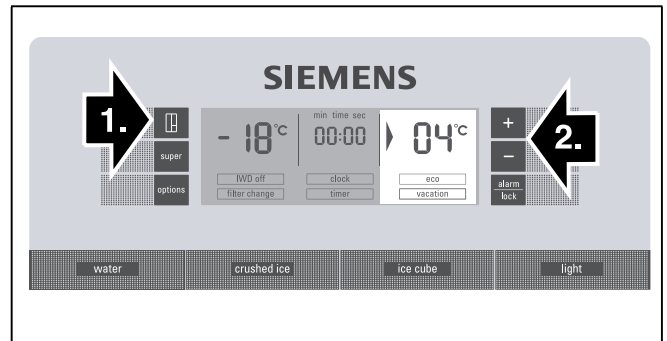 SIEMENS
1.
super
options
- 18°C
min time sec
00:00
04°C
IWD off
clock
eco
filter change
timer
vacation
+
-
alarm
lock
2.
water
crushed ice
ice cube
light